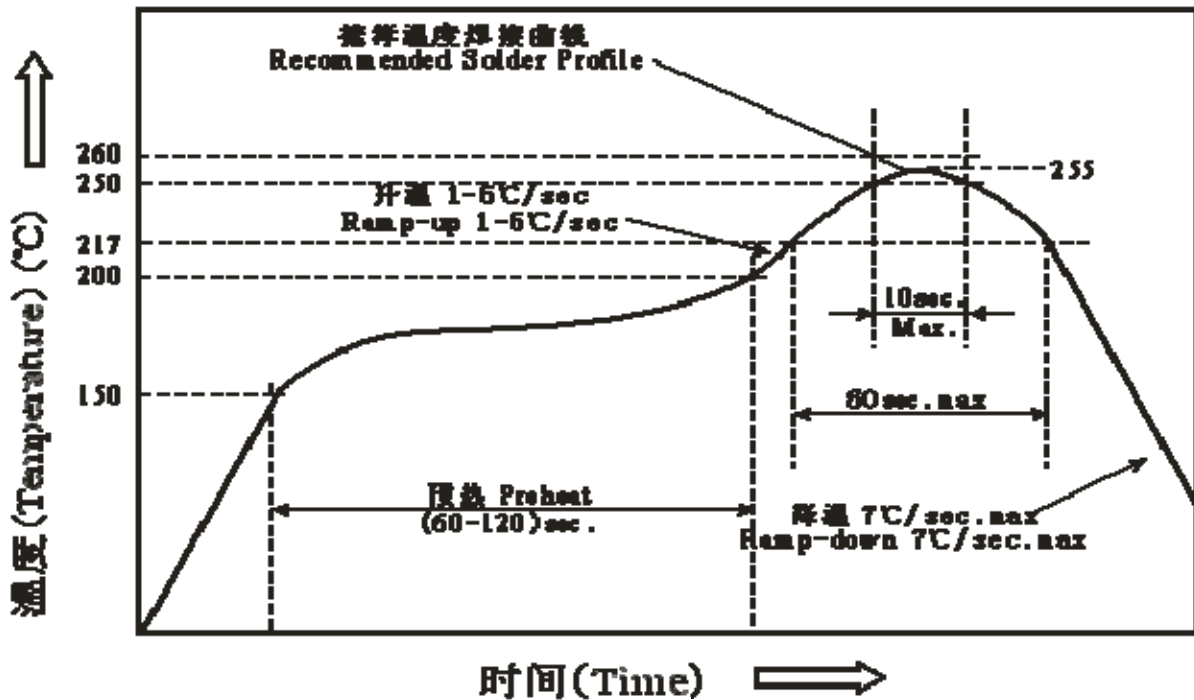 推荐温度焊接曲线
Recommended Solder Profile
260
255
250
升温 1-6℃/sec
Ramp-up 1-6℃/sec
217
200
10sec.
Max.
150
60sec.max
预热 Preheat
(60-120)sec.
降温 7℃/sec.max
Ramp-down 7℃/sec.max
温度(Temperature) (℃)
时间(Time)